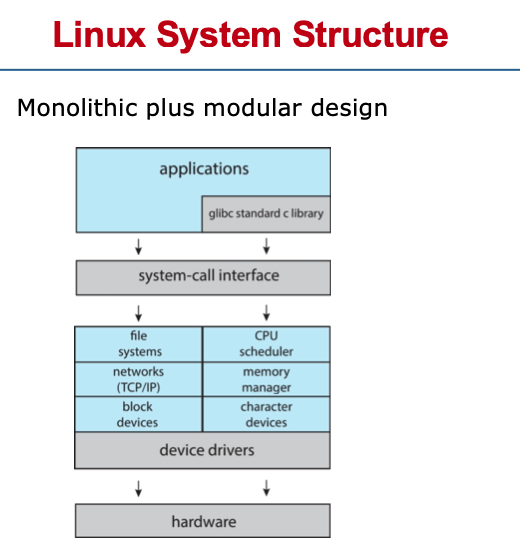 Linux System Structure
Monolithic plus modular design
applications
glibc standard c library
system-call interface
file
systems
CPU
scheduler
networks
(TCP/IP)
memory
manager
block
devices
character
devices
device drivers
hardware